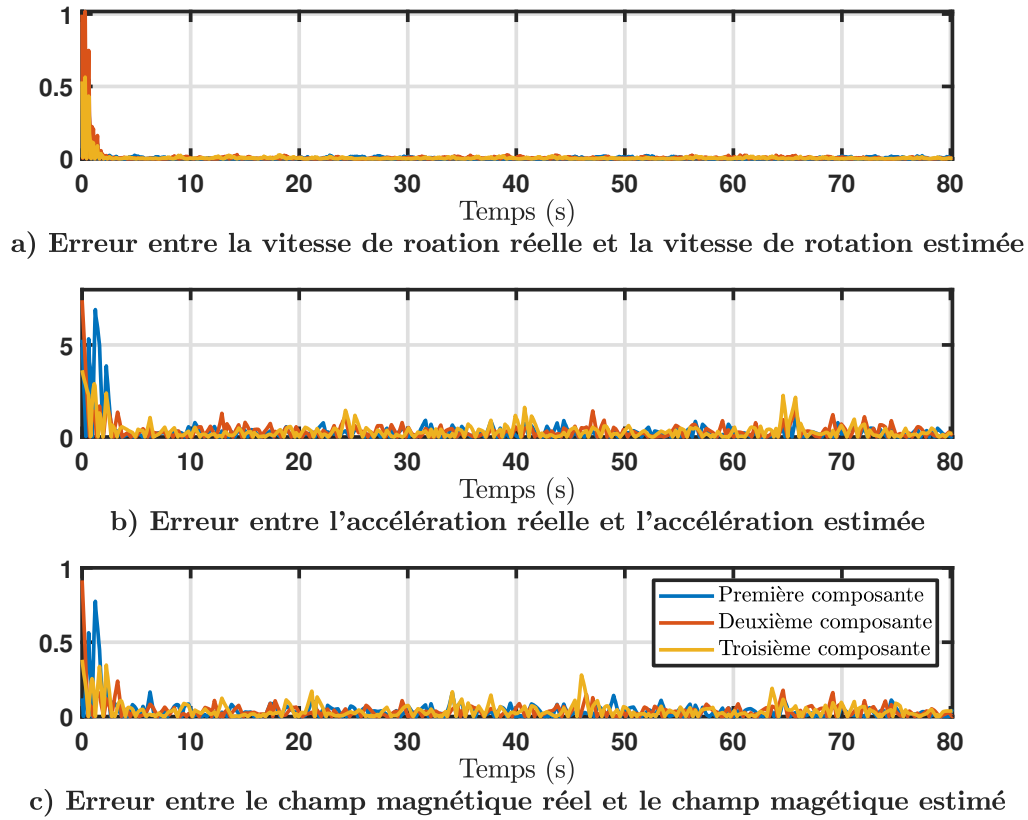 1
0.5
0
0 10 20 30 40 50 60 70 80
Temps (s)
a) Erreur entre la vitesse de roation réelle et la vitesse de rotation estimée
5
0
0 10 20 30 40 50 60 70 80
Temps (s)
b) Erreur entre l'accélération réelle et l'accélération estimée
1
0.5
0
Première composante
Deuxième composante
Troisième composante
0 10 20 30 40 50 60 70 80
Temps (s)
c) Erreur entre le champ magnétique réel et le champ magétique estimé